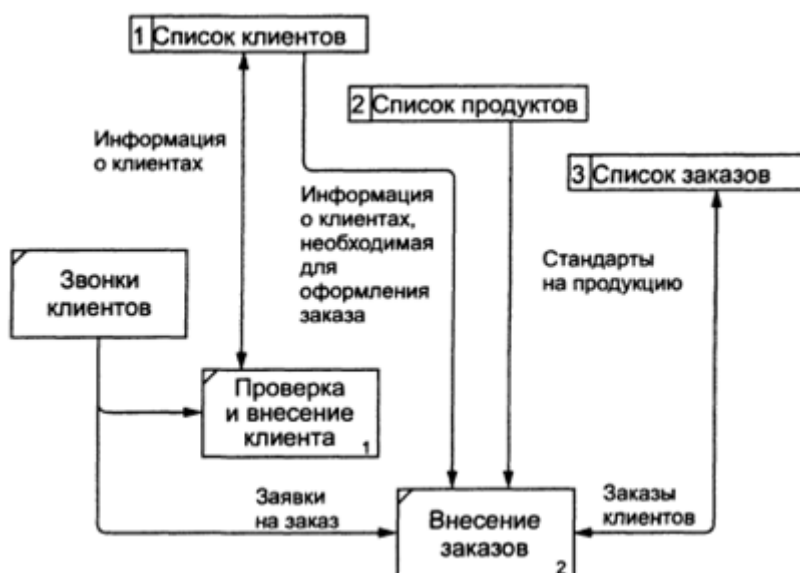 1 Список клиентов
2 Список продуктов
Информация
о клиентах
3 Список заказов
Информация
о клиентах,
необходимая
для
оформления
заказа
Звонки
клиентов
Стандарты
на продукцию
Проверка
и внесение
клиента
1
Заявки
на заказ
Внесение
заказов
2
Заказы
клиентов